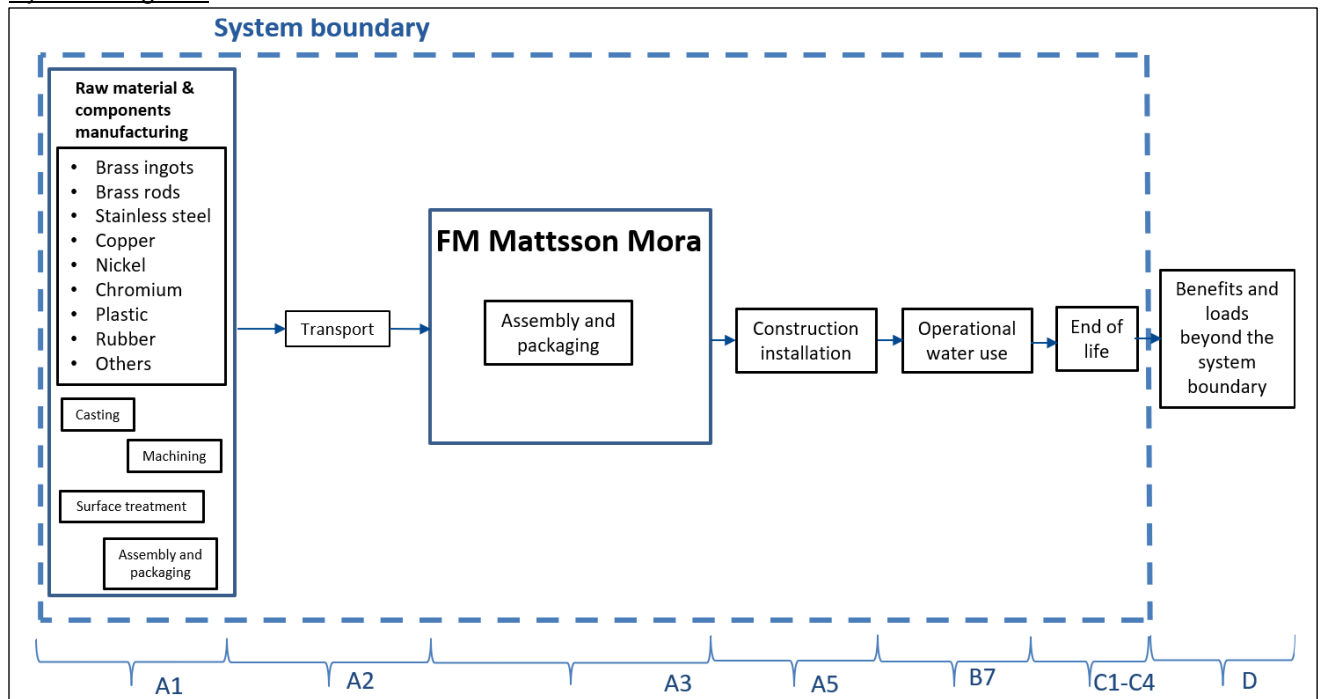 System boundary
Raw material &
components
manufacturing
• Brass ingots
• Brass rods
• Stainless steel
• Copper
• Nickel
• Chromium
• Plastic
• Rubber
• Others
Casting
Machining
Surface treatment
Assembly and
packaging
Transport
FM Mattsson Mora
Assembly and
packaging
Construction
installation
Operational
water use
End of
life
Benefits and
loads
beyond the
system
boundary
A1
A2
A3
A5
B7
C1-C4
D